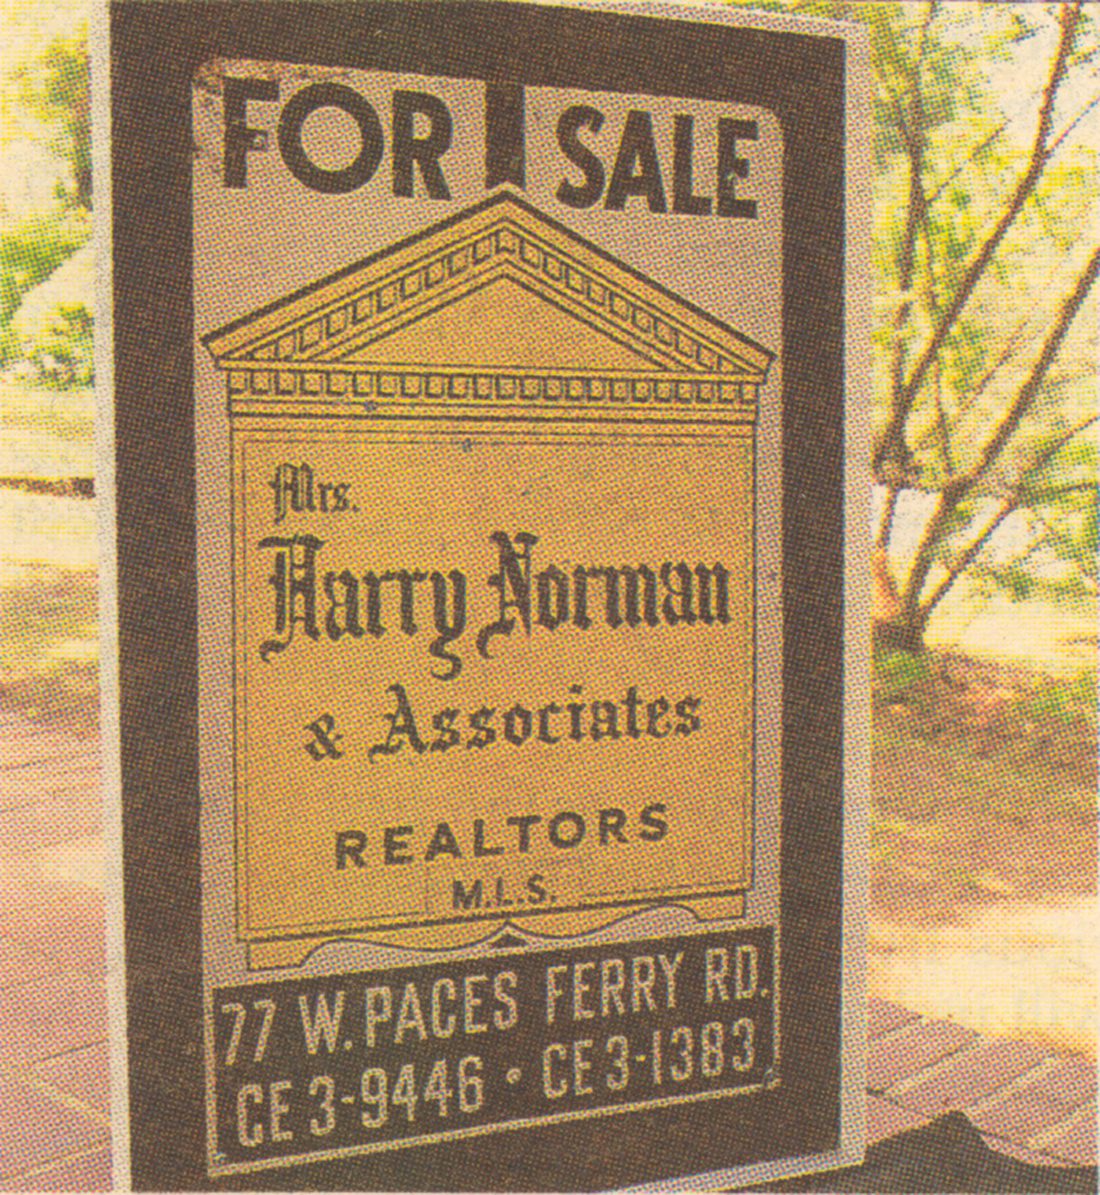 FOR SALE
Mrs.
Harry Norman
& Associates
REALTORS
M.L.S.
77 W. PACES FERRY RD.
CE 3-9446 • CE 3-1383